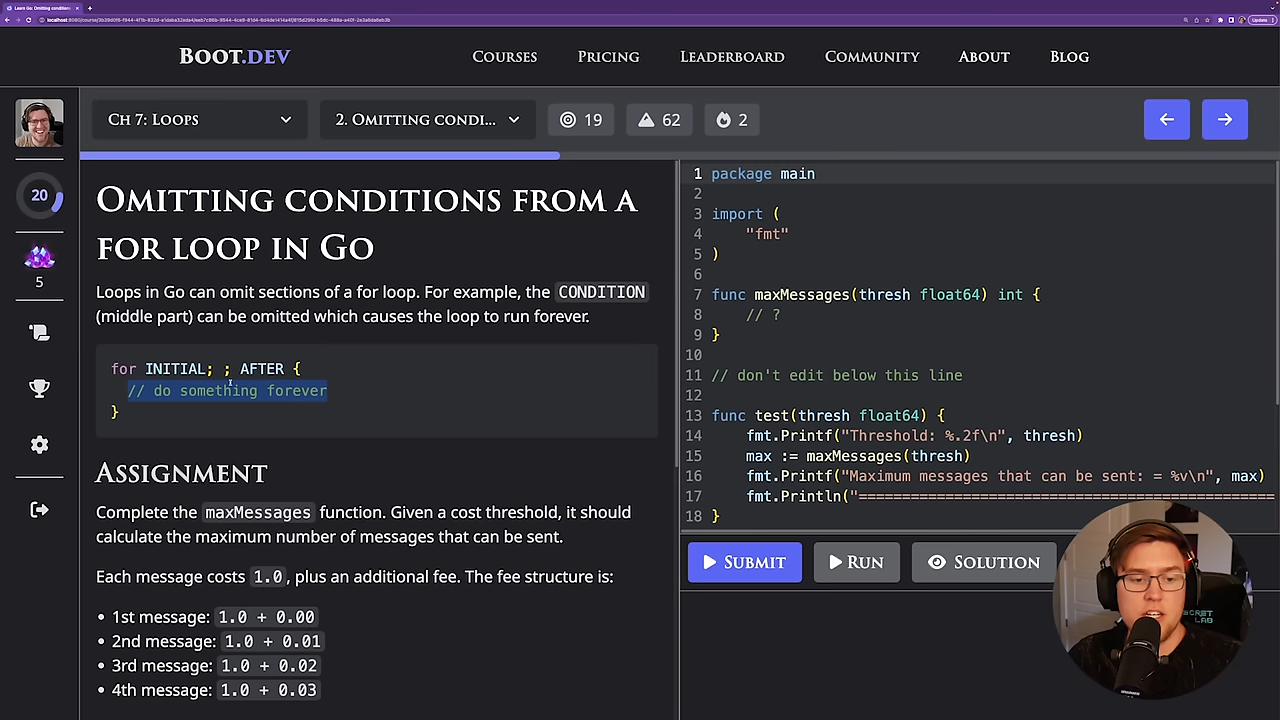 Learn Go: Omitting condition
Update
BOOT.DEV
COURSES
PRICING
LEADERBOARD
COMMUNITY
ABOUT
BLOG
CH 7: LOOPS
2. OMITTING CONDI...
19
62
2
20
5
OMITTING CONDITIONS FROM A
FOR LOOP IN GO
Loops in Go can omit sections of a for loop. For example, the CONDITION
(middle part) can be omitted which causes the loop to run forever.
for INITIAL; ; AFTER {
// do something forever
}
ASSIGNMENT
Complete the maxMessages function. Given a cost threshold, it should
calculate the maximum number of messages that can be sent.
Each message costs 1.0, plus an additional fee. The fee structure is:
• 1st message: 1.0 + 0.00
• 2nd message: 1.0 + 0.01
• 3rd message: 1.0 + 0.02
• 4th message: 1.0 + 0.03
1 package main
2
3 import (
4 "fmt"
5 )
6
7 func maxMessages(thresh float64) int {
8 // ?
9 }
10
11 // don't edit below this line
12
13 func test(thresh float64) {
14 fmt.Printf("Threshold: %.2f\n", thresh)
15 max := maxMessages(thresh)
16 fmt.Printf("Maximum messages that can be sent: = %v\n", max)
17 fmt.Println("================================================
18 }
SUBMIT
RUN
SOLUTION
LAB